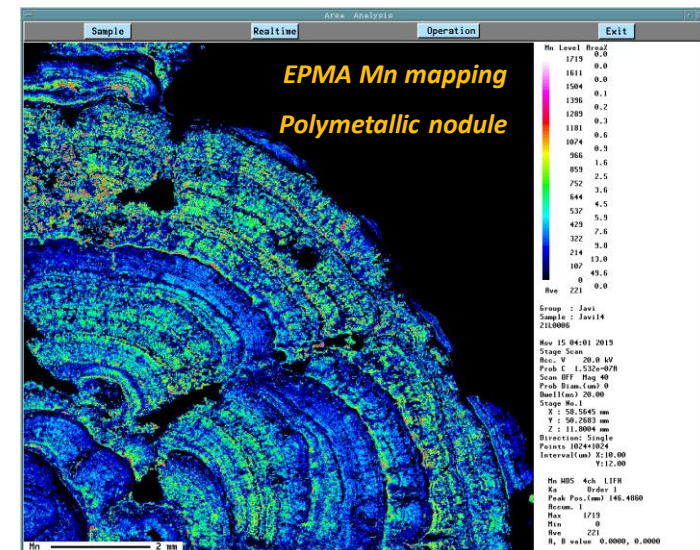 Area Analysis
Sample Realtime Operation Exit
EPMA Mn mapping
Polymetallic nodule
Mn Level Area%
0.0
1719
0.0
1611
0.0
1504
0.1
1396
0.2
1289
0.3
1181
0.6
1074
0.9
966
1.6
859
2.5
752
3.6
644
4.5
537
5.9
429
7.6
322
9.8
214
13.0
107
49.6
0
0.0
Ave 221
Group : Javi
Sample : Javi14
21L0006
Nov 15 04:01 2019
Stage Scan
Acc. V 20.0 kV
Prob C 1.532e-07A
Scan OFF Mag 40
Prob Diam.(um) 0
Dwell(ms) 20.00
Stage No.1
X : 58.5645 mm
Y : 50.2683 mm
Z : 11.8004 mm
Direction: Single
Points 1024*1024
Interval(um) X:10.00
Y:12.00
Mn WDS 4ch LIFH
Ka Order 1
Peak Pos.(mm) 146.4860
Accum. 1
Max 1719
Min 0
Ave 221
A, B value 0.0000, 0.0000
Mn 2 mm